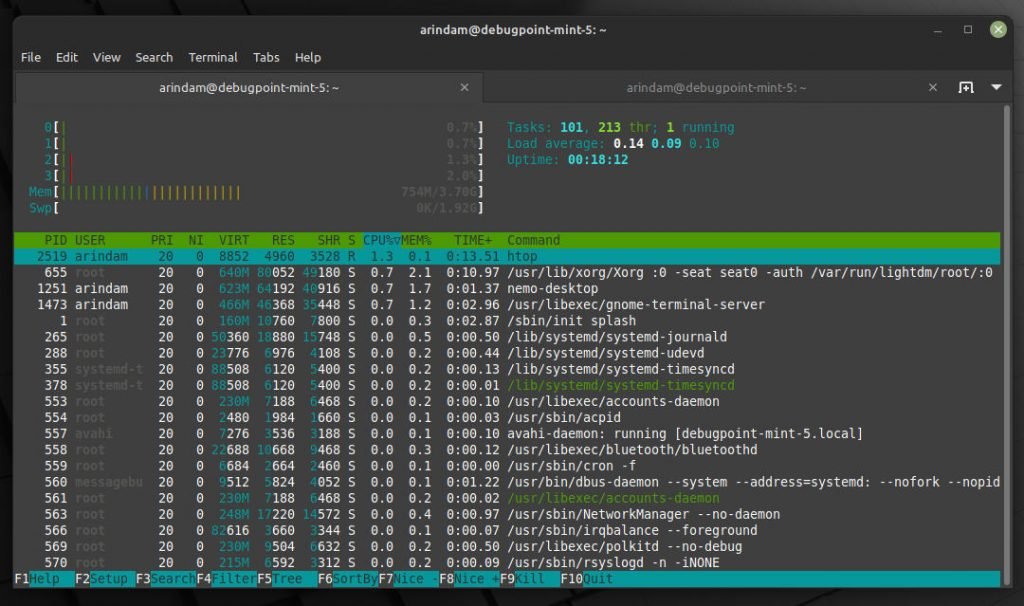 arindam@debugpoint-mint-5: ~
File Edit View Search Terminal Tabs Help
arindam@debugpoint-mint-5: ~ × arindam@debugpoint-mint-5: ~ ×
0[| 0.7%] Tasks: 101, 213 thr; 1 running
1[| 0.7%] Load average: 0.14 0.09 0.10
2[|| 1.3%] Uptime: 00:18:12
3[|| 2.0%]
Mem[||||||||||||||||||||||| 754M/3.70G]
Swp[ 0K/1.92G]
PID USER PRI NI VIRT RES SHR S CPU%▽MEM% TIME+ Command
2519 arindam 20 0 8852 4960 3528 R 1.3 0.1 0:13.51 htop
655 root 20 0 640M 80052 49180 S 0.7 2.1 0:10.97 /usr/lib/xorg/Xorg :0 -seat seat0 -auth /var/run/lightdm/root/:0
1251 arindam 20 0 623M 64192 40916 S 0.7 1.7 0:01.37 nemo-desktop
1473 arindam 20 0 466M 46368 35448 S 0.7 1.2 0:02.96 /usr/libexec/gnome-terminal-server
1 root 20 0 160M 10760 7800 S 0.0 0.3 0:02.87 /sbin/init splash
265 root 20 0 50360 18880 15748 S 0.0 0.5 0:00.50 /lib/systemd/systemd-journald
288 root 20 0 23776 6976 4108 S 0.0 0.2 0:00.44 /lib/systemd/systemd-udevd
355 systemd-t 20 0 88508 6120 5400 S 0.0 0.2 0:00.13 /lib/systemd/systemd-timesyncd
378 systemd-t 20 0 88508 6120 5400 S 0.0 0.2 0:00.01 /lib/systemd/systemd-timesyncd
553 root 20 0 230M 7188 6468 S 0.0 0.2 0:00.10 /usr/libexec/accounts-daemon
554 root 20 0 2480 1984 1660 S 0.0 0.1 0:00.03 /usr/sbin/acpid
557 avahi 20 0 7276 3536 3188 S 0.0 0.1 0:00.10 avahi-daemon: running [debugpoint-mint-5.local]
558 root 20 0 22688 10668 9468 S 0.0 0.3 0:00.12 /usr/libexec/bluetooth/bluetoothd
559 root 20 0 6684 2664 2460 S 0.0 0.1 0:00.00 /usr/sbin/cron -f
560 messagebu 20 0 9512 5824 4052 S 0.0 0.1 0:01.22 /usr/bin/dbus-daemon --system --address=systemd: --nofork --nopid
561 root 20 0 230M 7188 6468 S 0.0 0.2 0:00.02 /usr/libexec/accounts-daemon
563 root 20 0 248M 17220 14572 S 0.0 0.4 0:00.97 /usr/sbin/NetworkManager --no-daemon
566 root 20 0 82616 3660 3344 S 0.0 0.1 0:00.07 /usr/sbin/irqbalance --foreground
569 root 20 0 230M 9504 6632 S 0.0 0.2 0:00.50 /usr/libexec/polkitd --no-debug
570 root 20 0 215M 6592 3312 S 0.0 0.2 0:00.09 /usr/sbin/rsyslogd -n -iNONE
F1Help F2Setup F3SearchF4FilterF5Tree F6SortByF7Nice -F8Nice +F9Kill F10Quit